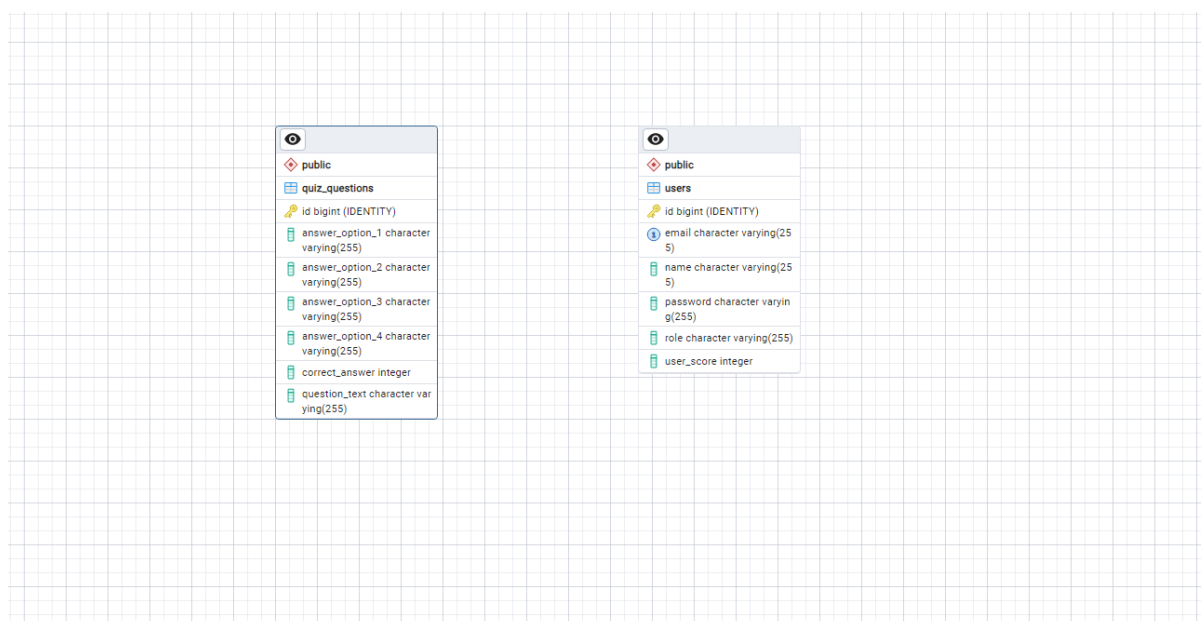 public
quiz_questions
id bigint (IDENTITY)
answer_option_1 character
varying(255)
answer_option_2 character
varying(255)
answer_option_3 character
varying(255)
answer_option_4 character
varying(255)
correct_answer integer
question_text character var
ying(255)
public
users
id bigint (IDENTITY)
1
email character varying(25
5)
name character varying(25
5)
password character varyin
g(255)
role character varying(255)
user_score integer